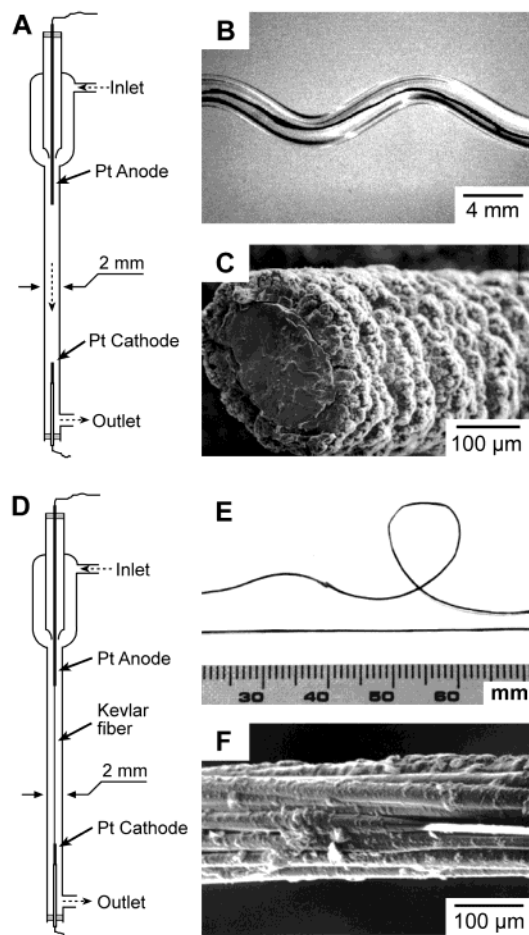 A
Inlet
Pt Anode
2 mm
Pt Cathode
Outlet
B
4 mm
C
100 µm
D
Inlet
Pt Anode
Kevlar
fiber
2 mm
Pt Cathode
Outlet
E
30 40 50 60 mm
F
100 µm